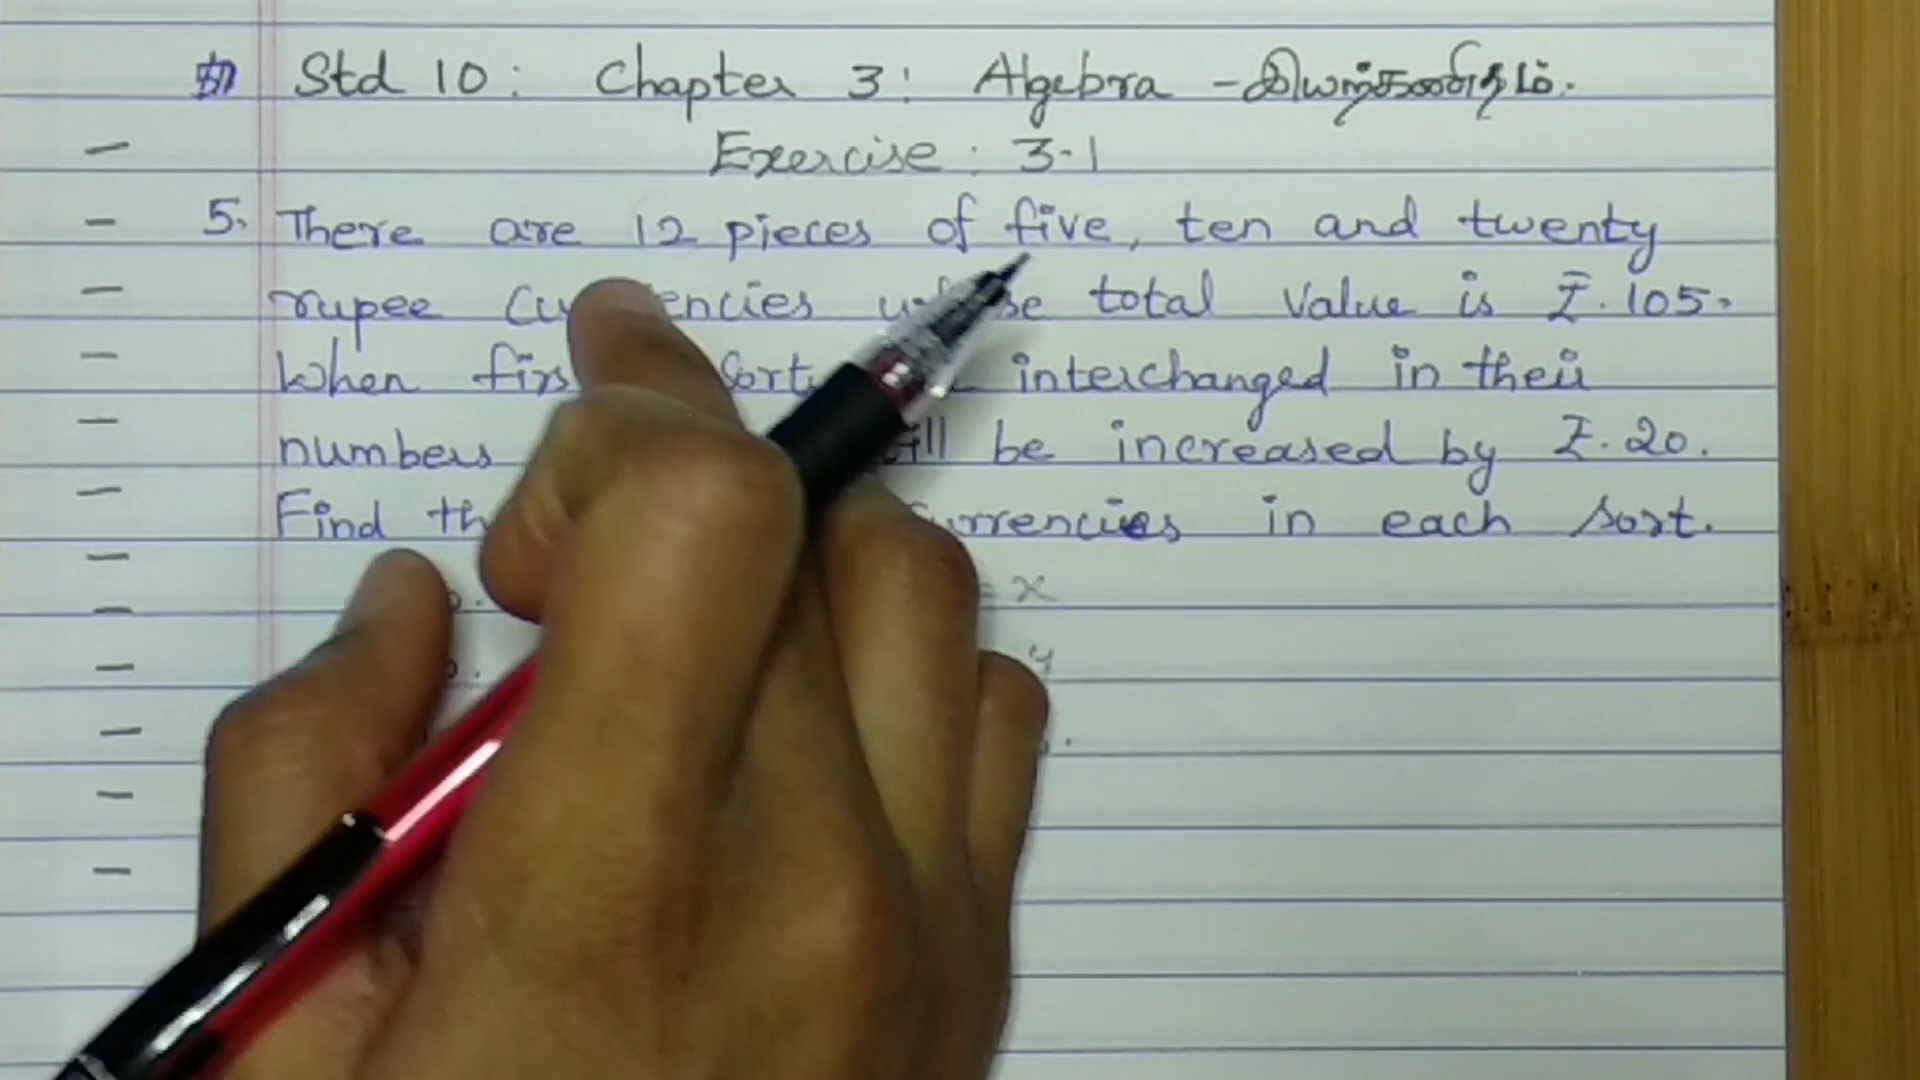 Std 10: Chapter 3: Algebra - இயற்கணிதம்.
Exercise: 3.1
5. There are 12 pieces of five, ten and twenty
rupee total value is ₹. 105.
When interchanged in their
numbers be increased by ₹. 20.
Find in each sort.
= x
y